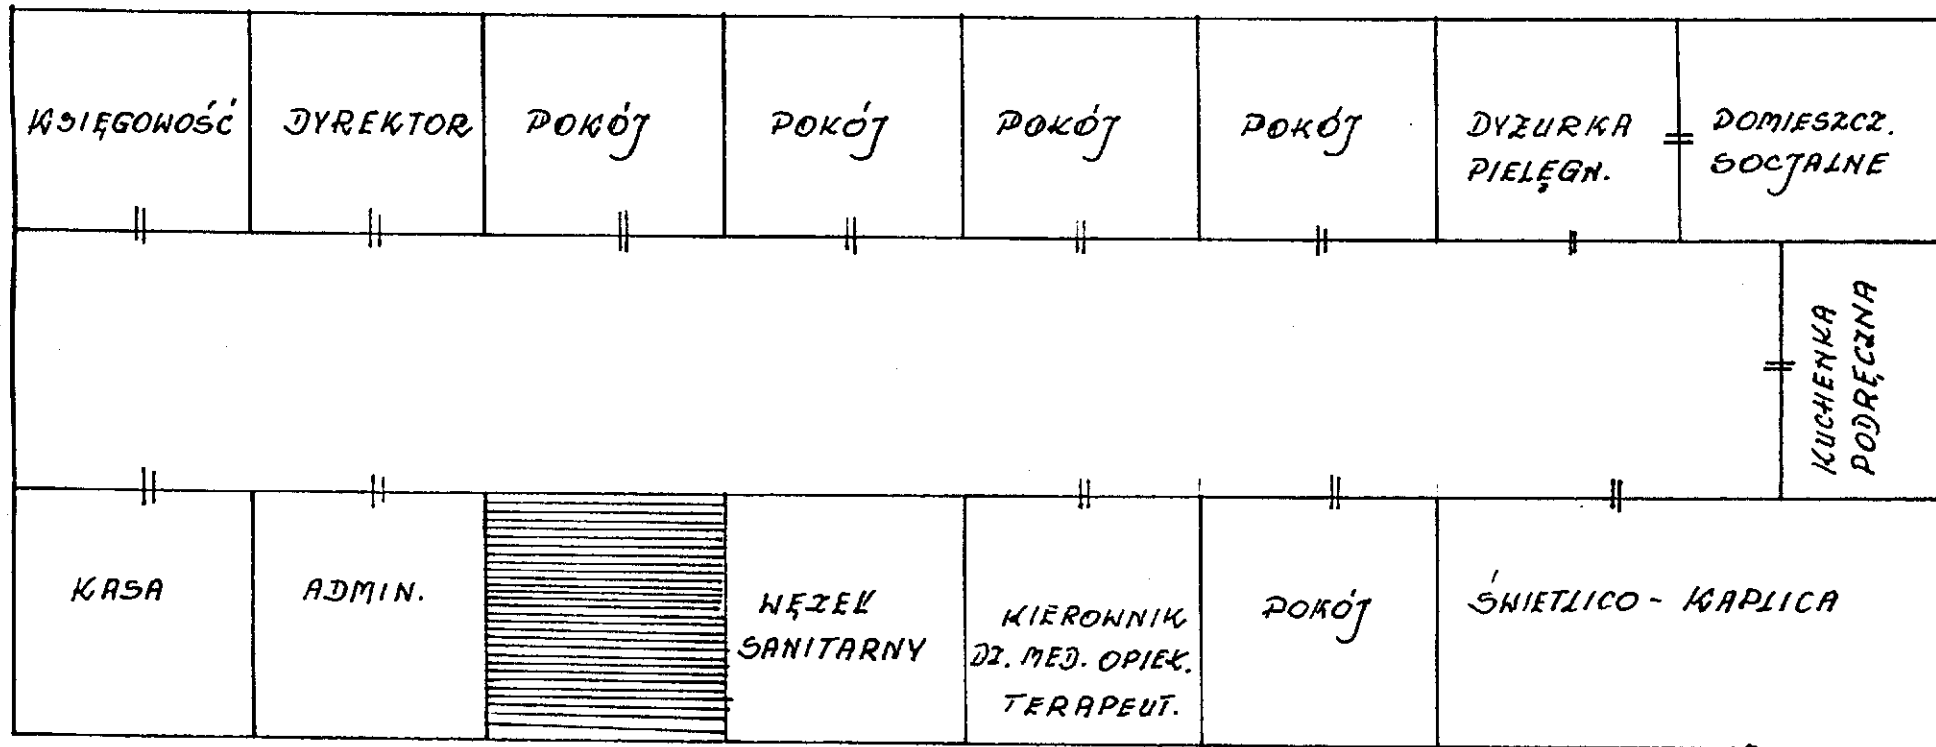 KSIĘGOWOŚĆ
DYREKTOR
POKÓJ
POKÓJ
POKÓJ
POKÓJ
DYZURKA
PIELĘGN.
POMIESZCZ.
SOCJALNE
KUCHENKA
PODRĘCZNA
KASA
ADMIN.
WĘZEŁ
SANITARNY
KIEROWNIK
DZ. MED. OPIEK.
TERAPEUT.
POKÓJ
ŚWIETLICO - KAPLICA